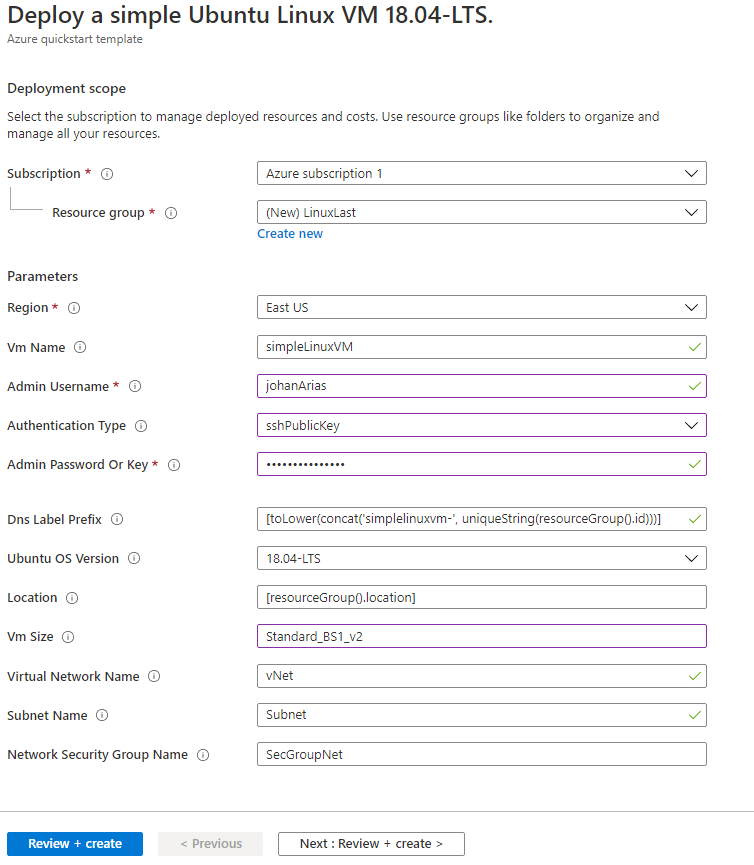 Deploy a simple Ubuntu Linux VM 18.04-LTS.
Azure quickstart template
Deployment scope
Select the subscription to manage deployed resources and costs. Use resource groups like folders to organize and
manage all your resources.
Subscription * Azure subscription 1
Resource group * (New) LinuxLast
Create new
Parameters
Region * East US
Vm Name simpleLinuxVM
Admin Username * johanArias
Authentication Type sshPublicKey
Admin Password Or Key * •••••••••••••••
Dns Label Prefix [toLower(concat('simplelinuxvm-', uniqueString(resourceGroup().id)))]
Ubuntu OS Version 18.04-LTS
Location [resourceGroup().location]
Vm Size Standard_BS1_v2
Virtual Network Name vNet
Subnet Name Subnet
Network Security Group Name SecGroupNet
Review + create < Previous Next : Review + create >